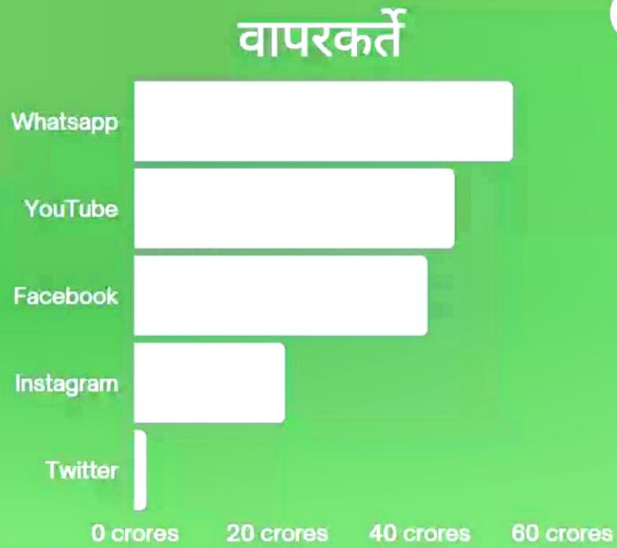 वापरकर्ते
Whatsapp
YouTube
Facebook
Instagram
Twitter
0 crores 20 crores 40 crores 60 crores